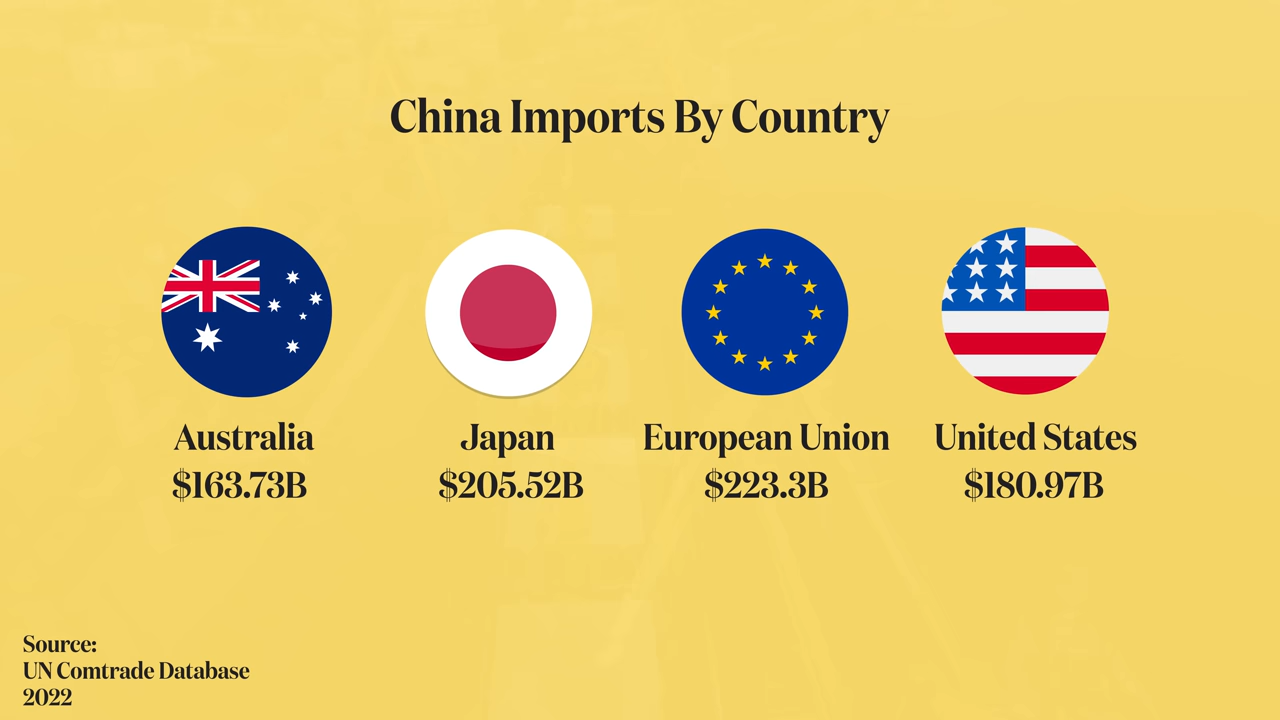 China Imports By Country
Australia
$163.73B
Japan
$205.52B
European Union
$223.3B
United States
$180.97B
Source:
UN Comtrade Database
2022